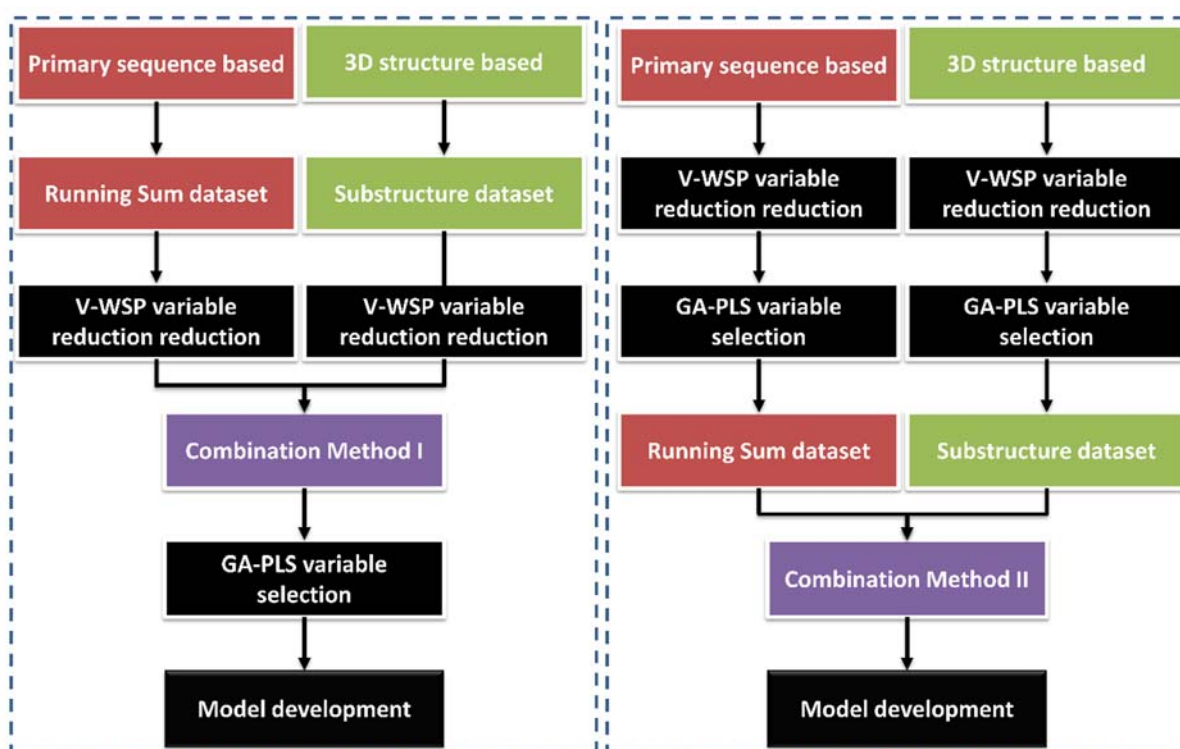 Primary sequence based
3D structure based
Running Sum dataset
Substructure dataset
V-WSP variable
reduction reduction
V-WSP variable
reduction reduction
Combination Method I
GA-PLS variable
selection
Model development
Primary sequence based
3D structure based
V-WSP variable
reduction reduction
V-WSP variable
reduction reduction
GA-PLS variable
selection
GA-PLS variable
selection
Running Sum dataset
Substructure dataset
Combination Method II
Model development